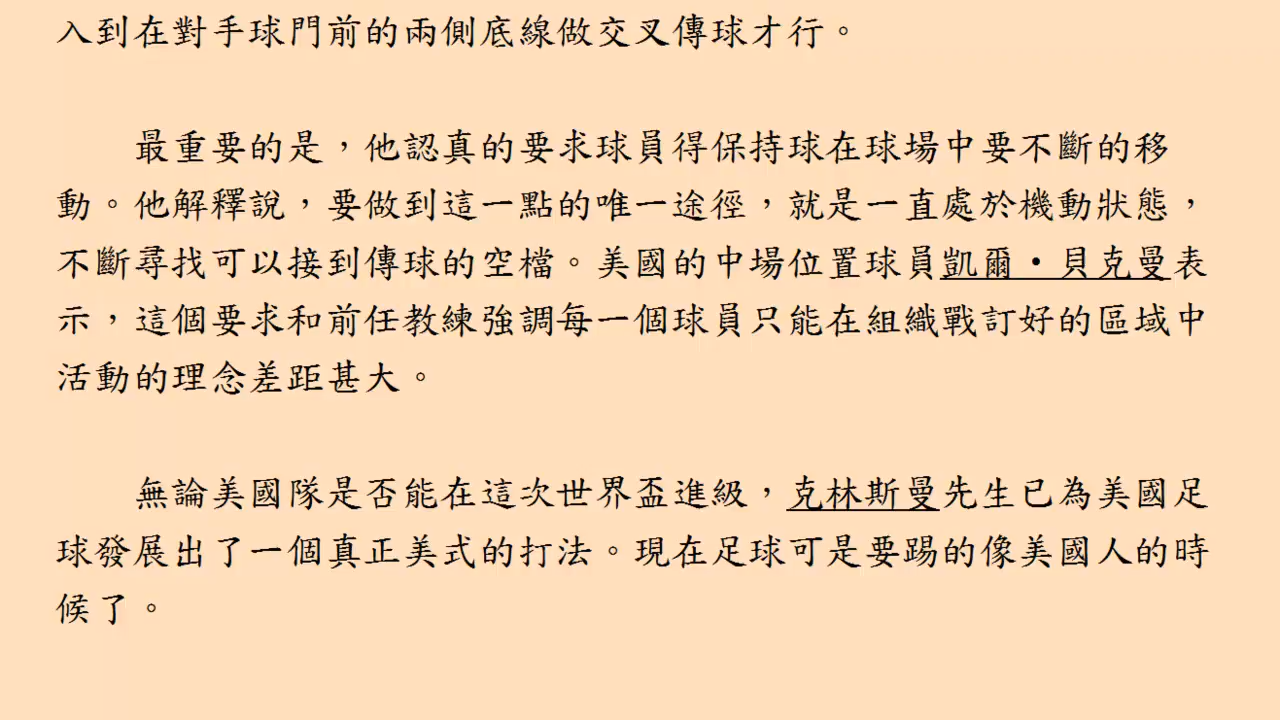 入到在對手球門前的兩側底線做交叉傳球才行。
最重要的是，他認真的要求球員得保持球在球場中要不斷的移
動。他解釋說，要做到這一點的唯一途徑，就是一直處於機動狀態，
不斷尋找可以接到傳球的空檔。美國的中場位置球員凱爾·貝克曼表
示，這個要求和前任教練強調每一個球員只能在組織戰訂好的區域中
活動的理念差距甚大。
無論美國隊是否能在這次世界盃進級，克林斯曼先生已為美國足
球發展出了一個真正美式的打法。現在足球可是要踢的像美國人的時
候了。